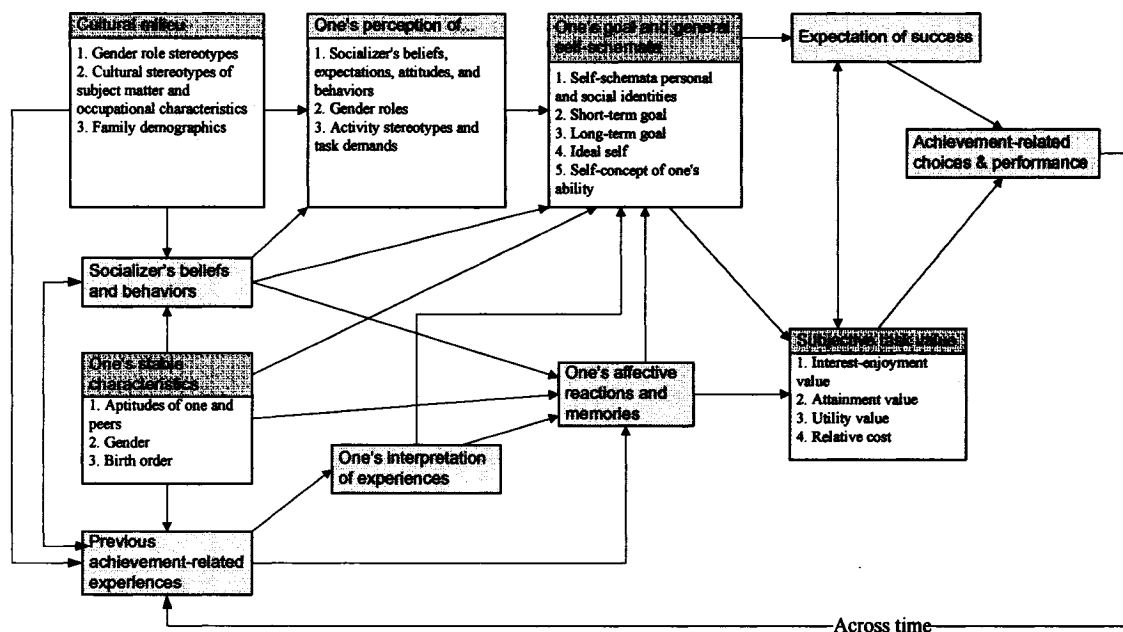 Cultural milieu
1. Gender role stereotypes
2. Cultural stereotypes of
subject matter and
occupational characteristics
3. Family demographics
One's perception of...
1. Socializer's beliefs,
expectations, attitudes, and
behaviors
2. Gender roles
3. Activity stereotypes and
task demands
One's goal and general
self-schemata
1. Self-schemata personal
and social identities
2. Short-term goal
3. Long-term goal
4. Ideal self
5. Self-concept of one's
ability
Expectation of success
Achievement-related
choices & performance
Socializer's beliefs
and behaviors
One's stable
characteristics
1. Aptitudes of one and
peers
2. Gender
3. Birth order
One's affective
reactions and
memories
Subjective task value
1. Interest-enjoyment
value
2. Attainment value
3. Utility value
4. Relative cost
One's interpretation
of experiences
Previous
achievement-related
experiences
Across time